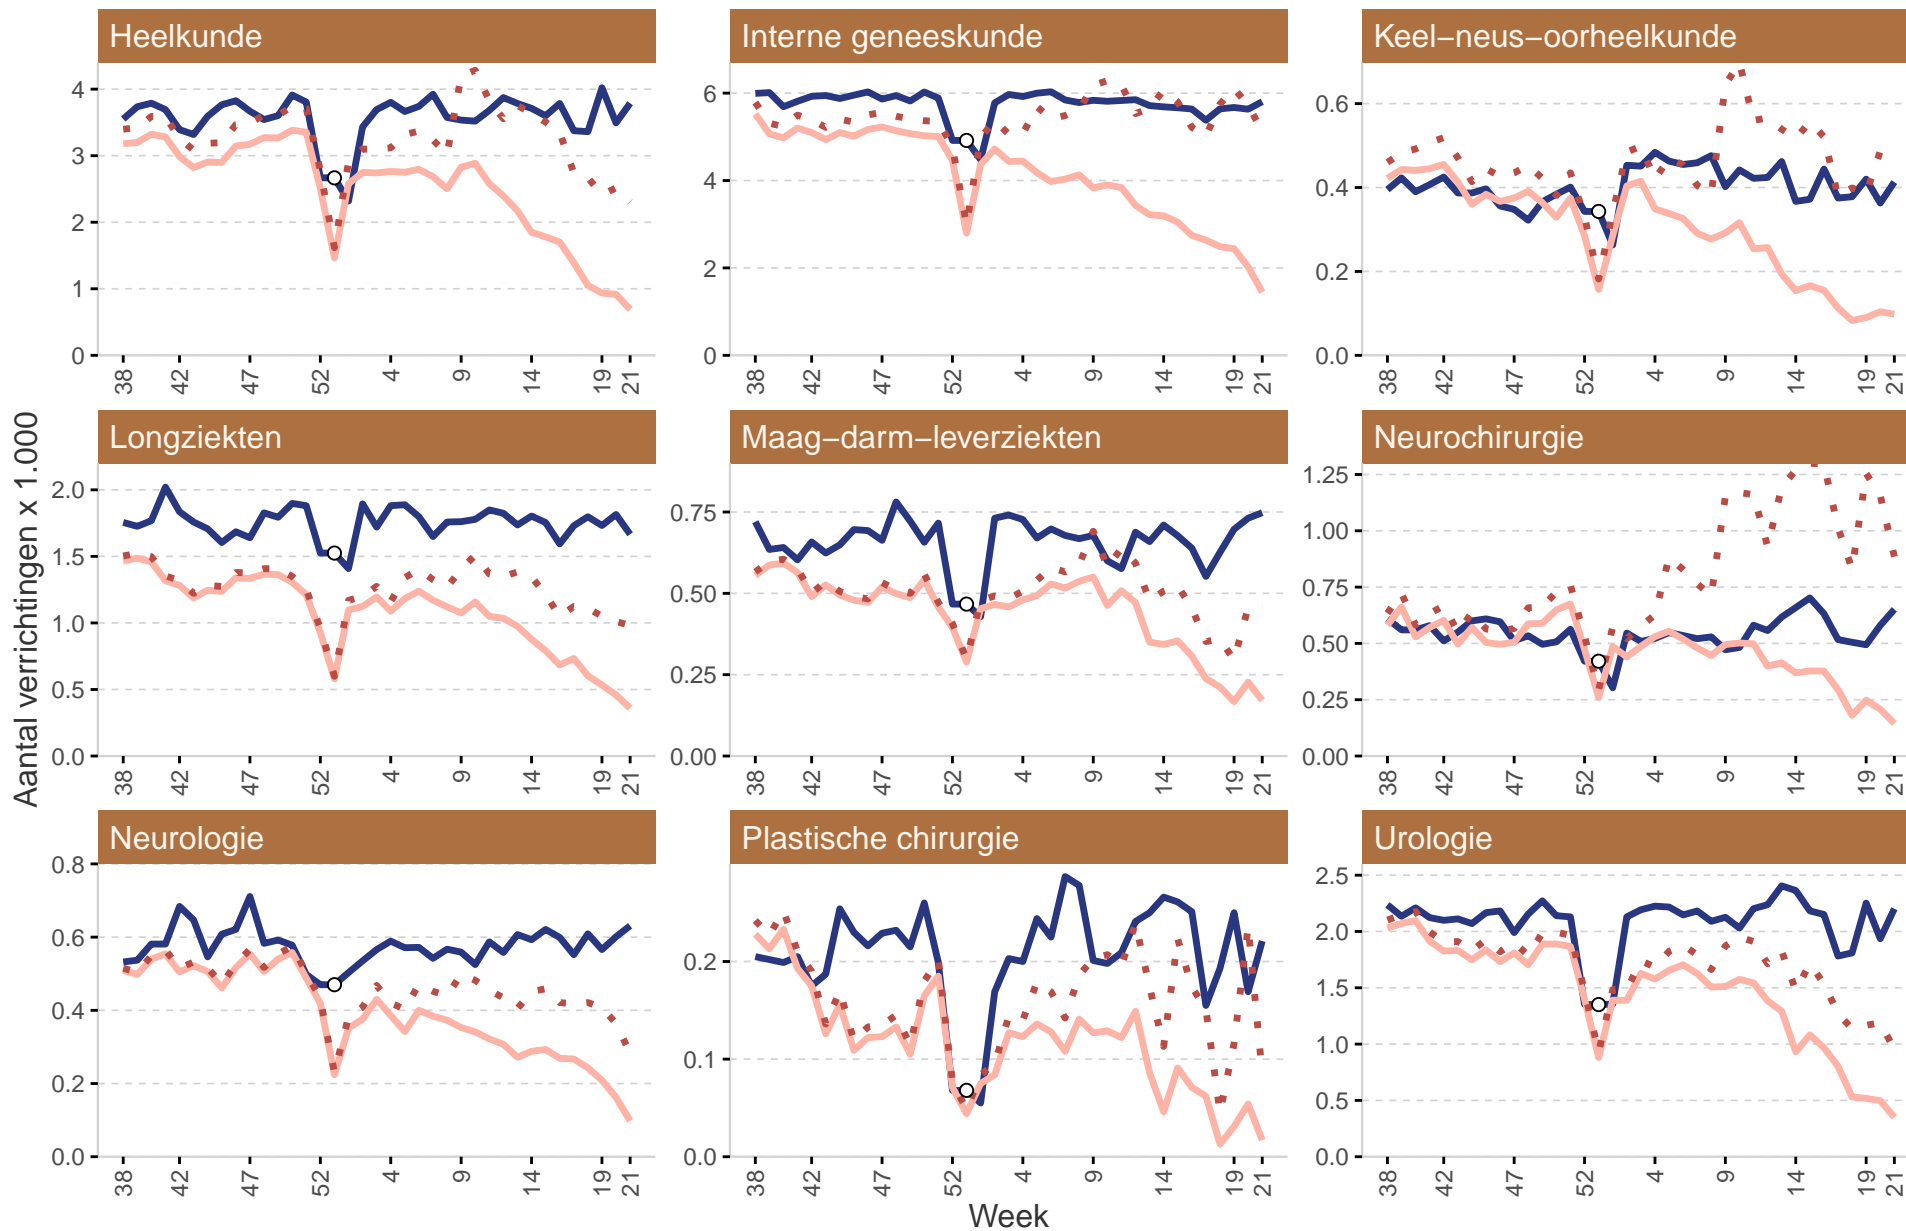 Heelkunde
Interne geneeskunde
Keel−neus−oorheelkunde
4
3
2
1
0
38 42 47 52 4 9 14 19 21
6
4
2
0
38 42 47 52 4 9 14 19 21
0.6
0.4
0.2
0.0
38 42 47 52 4 9 14 19 21
Aantal verrichtingen x 1.000
Longziekten
Maag−darm−leverziekten
Neurochirurgie
2.0
1.5
1.0
0.5
0.0
38 42 47 52 4 9 14 19 21
0.75
0.50
0.25
0.00
38 42 47 52 4 9 14 19 21
1.25
1.00
0.75
0.50
0.25
0.00
38 42 47 52 4 9 14 19 21
Neurologie
Plastische chirurgie
Urologie
0.8
0.6
0.4
0.2
0.0
38 42 47 52 4 9 14 19 21
0.2
0.1
0.0
38 42 47 52 4 9 14 19 21
2.5
2.0
1.5
1.0
0.5
0.0
38 42 47 52 4 9 14 19 21
Week